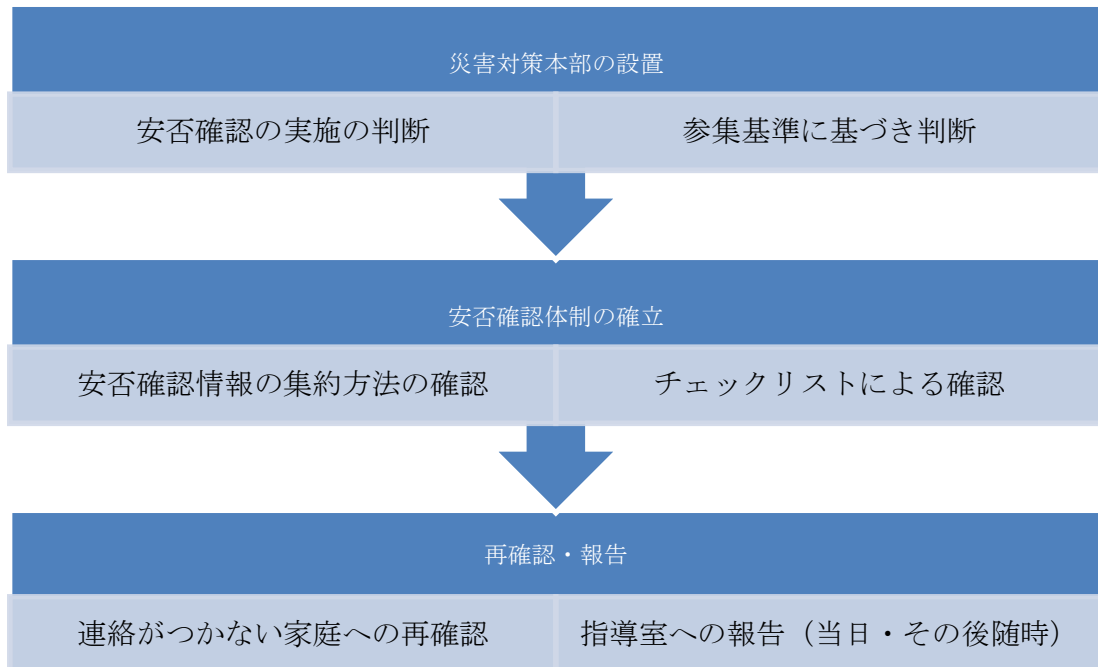 災害対策本部の設置
安否確認の実施の判断
参集基準に基づき判断
安否確認体制の確立
安否確認情報の集約方法の確認
チェックリストによる確認
再確認・報告
連絡がつかない家庭への再確認
指導室への報告（当日・その後随時）